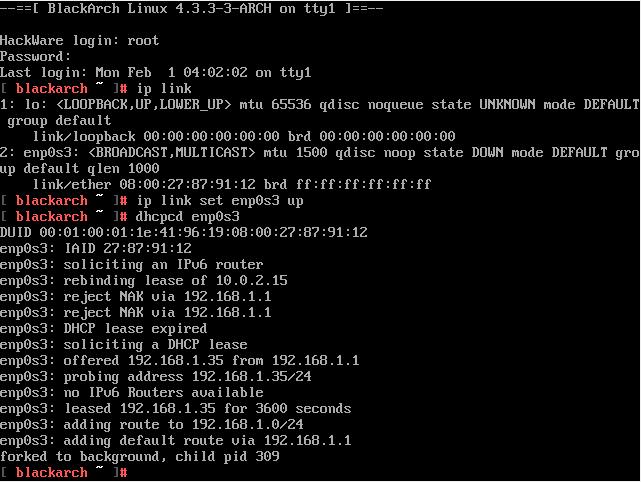 --==[ BlackArch Linux 4.3.3-3-ARCH on tty1 ]==--
HackWare login: root
Password:
Last login: Mon Feb  1 04:02:02 on tty1
[ blackarch ~ ]# ip link
1: lo: <LOOPBACK,UP,LOWER_UP> mtu 65536 qdisc noqueue state UNKNOWN mode DEFAULT
 group default
    link/loopback 00:00:00:00:00:00 brd 00:00:00:00:00:00
2: enp0s3: <BROADCAST,MULTICAST> mtu 1500 qdisc noop state DOWN mode DEFAULT gro
up default qlen 1000
    link/ether 08:00:27:87:91:12 brd ff:ff:ff:ff:ff:ff
[ blackarch ~ ]# ip link set enp0s3 up
[ blackarch ~ ]# dhcpcd enp0s3
DUID 00:01:00:01:1e:41:96:19:08:00:27:87:91:12
enp0s3: IAID 27:87:91:12
enp0s3: soliciting an IPv6 router
enp0s3: rebinding lease of 10.0.2.15
enp0s3: reject NAK via 192.168.1.1
enp0s3: reject NAK via 192.168.1.1
enp0s3: DHCP lease expired
enp0s3: soliciting a DHCP lease
enp0s3: offered 192.168.1.35 from 192.168.1.1
enp0s3: probing address 192.168.1.35/24
enp0s3: no IPv6 Routers available
enp0s3: leased 192.168.1.35 for 3600 seconds
enp0s3: adding route to 192.168.1.0/24
enp0s3: adding default route via 192.168.1.1
forked to background, child pid 309
[ blackarch ~ ]#